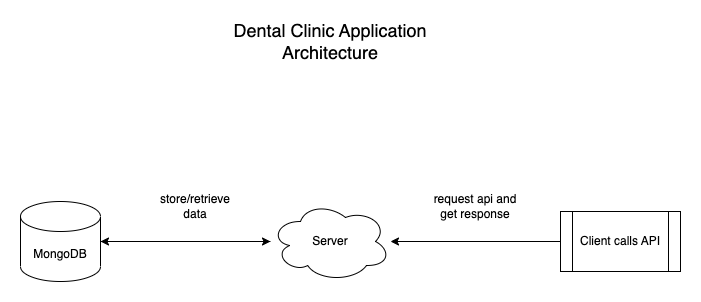 Dental Clinic Application
Architecture
store/retrieve
data
request api and
get response
MongoDB
Server
Client calls API